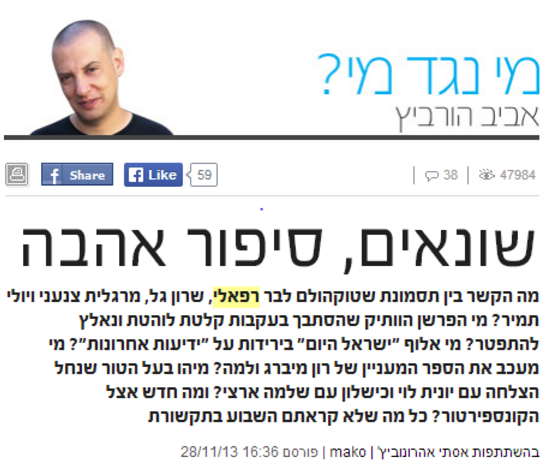 מי נגד מי?
אביב הורביץ
Share
Like
59
38
47984
שונאים, סיפור אהבה
מה הקשר בין תסמונת שטוקהולם לבר רפאלי, שרון גל, מרגלית צנעני ויולי
תמיר? מי הפרשן הוותיק שהסתבך בעקבות קלטת לוהטת ונאלץ
להתפטר? מי אלוף "ישראל היום" בירידות על "ידיעות אחרונות"? מי
מעכב את הספר המעניין של רון מיברג ולמה? מיהו בעל הטור שנחל
הצלחה עם יונית לוי וכישלון עם שלמה ארצי? ומה חדש אצל
הקונספירטור? כל מה שלא קראתם השבוע בתקשורת
בהשתתפות אסתי אהרונוביץ' | mako | פורסם 16:36 28/11/13